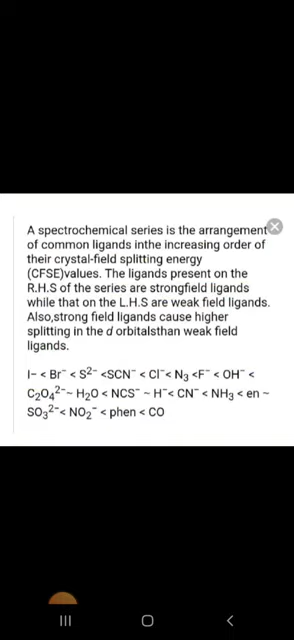 A spectrochemical series is the arrangement
of common ligands inthe increasing order of
their crystal-field splitting energy
(CFSE)values. The ligands present on the
R.H.S of the series are strongfield ligands
while that on the L.H.S are weak field ligands.
Also,strong field ligands cause higher
splitting in the d orbitalsthan weak field
ligands.
I– < Br⁻ < S²⁻ <SCN⁻ < Cl⁻< N₃ <F⁻ < OH⁻ <
C₂O₄²⁻~ H₂O < NCS⁻ ~ H⁻< CN⁻ < NH₃ < en ~
SO₃²⁻< NO₂⁻ < phen < CO